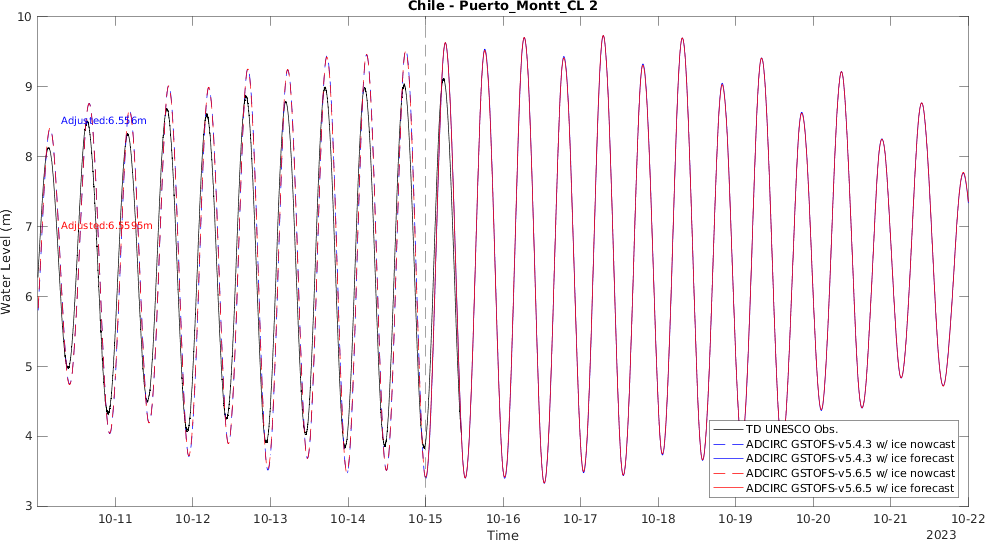 Chile - Puerto_Montt_CL 2
10
9
8
7
6
5
4
3
Water Level (m)
Adjusted:6.556m
Adjusted:6.5595m
TD UNESCO Obs.
ADCIRC GSTOFS-v5.4.3 w/ ice nowcast
ADCIRC GSTOFS-v5.4.3 w/ ice forecast
ADCIRC GSTOFS-v5.6.5 w/ ice nowcast
ADCIRC GSTOFS-v5.6.5 w/ ice forecast
10-11 10-12 10-13 10-14 10-15 10-16 10-17 10-18 10-19 10-20 10-21 10-22
Time
2023